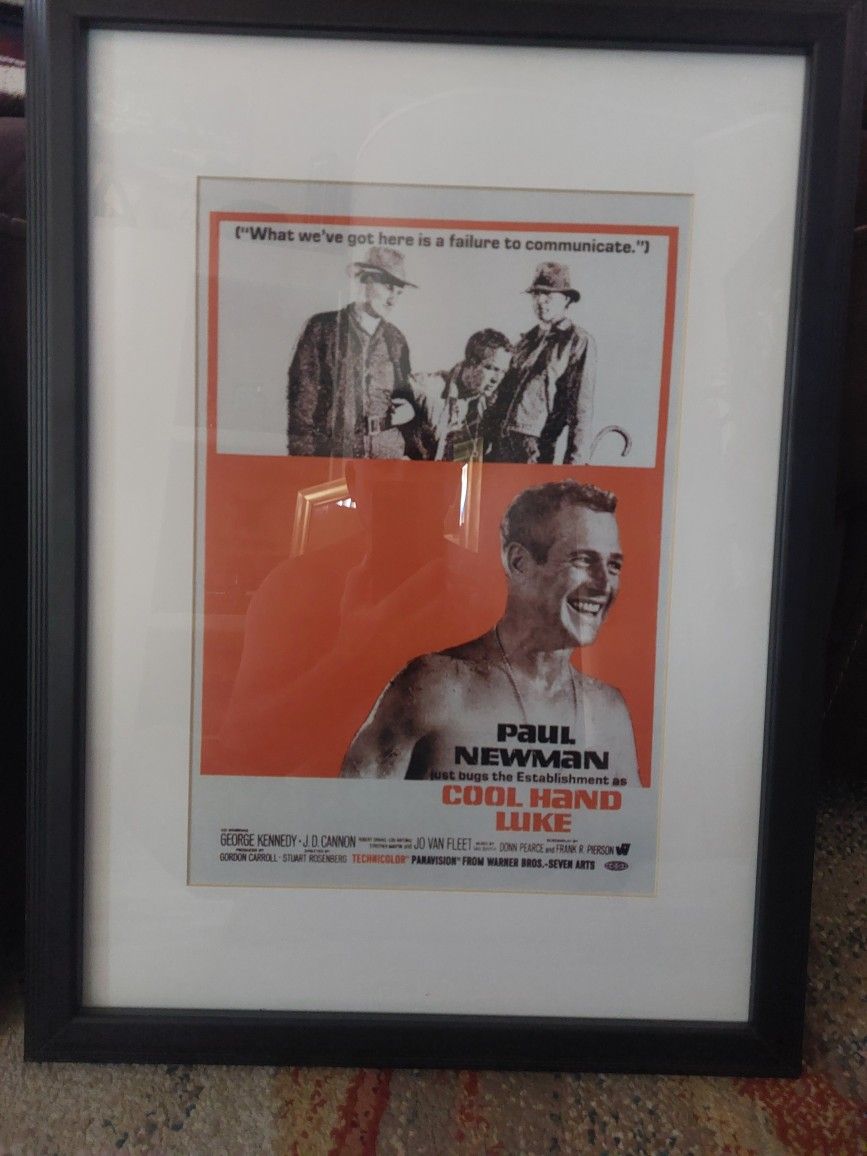 ("What we've got here is a failure to communicate.")
PAUL
NEWMAN
just bugs the Establishment as
COOL HAND
LUKE
GEORGE KENNEDY · J.D. CANNON
JO VAN FLEET
DONN PEARCE and FRANK R. PIERSON
GORDON CARROLL · STUART ROSENBERG TECHNICOLOR® PANAVISION® FROM WARNER BROS.-SEVEN ARTS